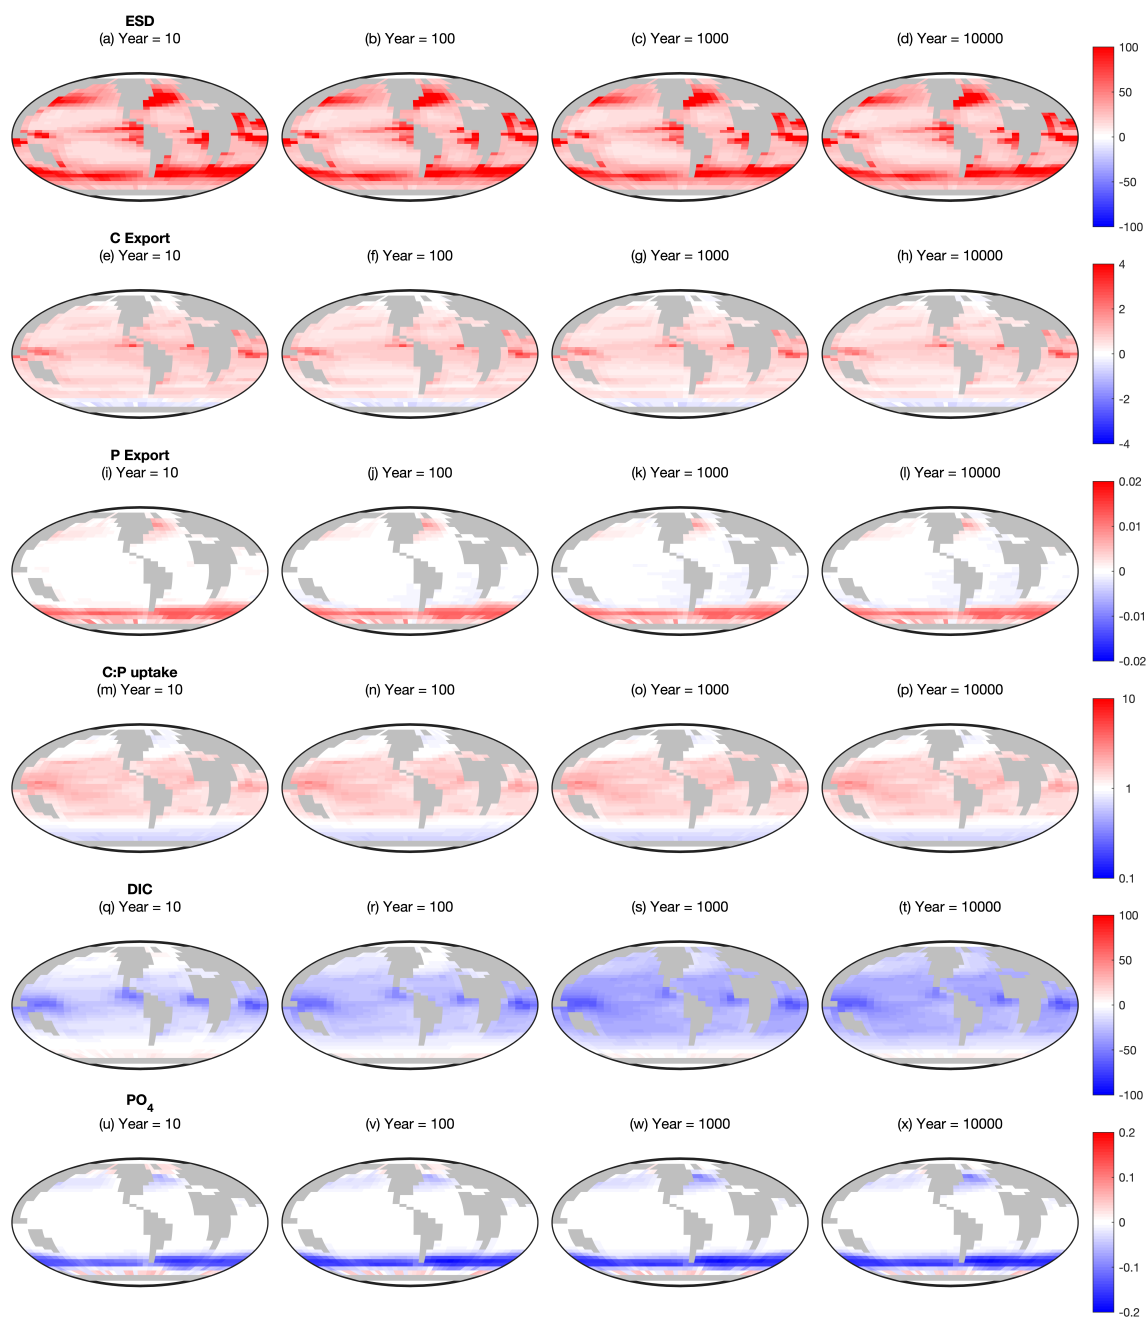 ESD
(a) Year = 10
(b) Year = 100
(c) Year = 1000
(d) Year = 10000
100
50
0
-50
-100
C Export
(e) Year = 10
(f) Year = 100
(g) Year = 1000
(h) Year = 10000
4
2
0
-2
-4
P Export
(i) Year = 10
(j) Year = 100
(k) Year = 1000
(l) Year = 10000
0.02
0.01
0
-0.01
-0.02
C:P uptake
(m) Year = 10
(n) Year = 100
(o) Year = 1000
(p) Year = 10000
10
1
0.1
DIC
(q) Year = 10
(r) Year = 100
(s) Year = 1000
(t) Year = 10000
100
50
0
-50
-100
PO4
(u) Year = 10
(v) Year = 100
(w) Year = 1000
(x) Year = 10000
0.2
0.1
0
-0.1
-0.2